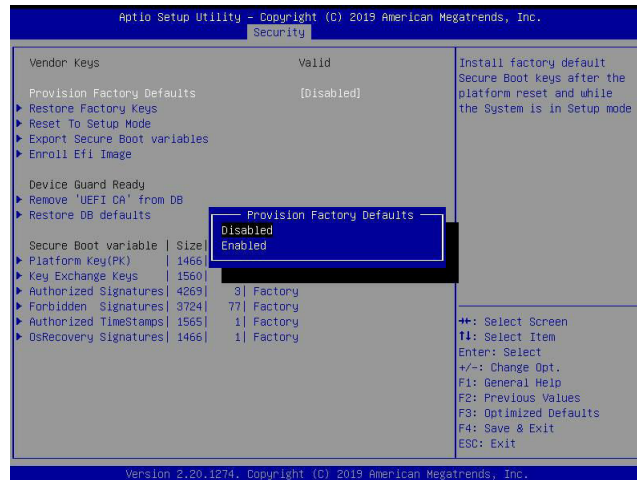 Aptio Setup Utility – Copyright (C) 2019 American Megatrends, Inc.
Security
Vendor Keys Valid
Provision Factory Defaults [Disabled]
Restore Factory Keys
Reset To Setup Mode
Export Secure Boot variables
Enroll Efi Image
Device Guard Ready
Remove 'UEFI CA' from DB
Restore DB defaults
Secure Boot variable | Size|
Platform Key(PK) | 1466|
Key Exchange Keys | 1560|
Authorized Signatures| 4269| 3| Factory
Forbidden Signatures| 3724| 77| Factory
Authorized TimeStamps| 1565| 1| Factory
OsRecovery Signatures| 1466| 1| Factory
Provision Factory Defaults
Disabled
Enabled
Install factory default
Secure Boot keys after the
platform reset and while
the System is in Setup mode
→←: Select Screen
↑↓: Select Item
Enter: Select
+/-: Change Opt.
F1: General Help
F2: Previous Values
F3: Optimized Defaults
F4: Save & Exit
ESC: Exit
Version 2.20.1274. Copyright (C) 2019 American Megatrends, Inc.